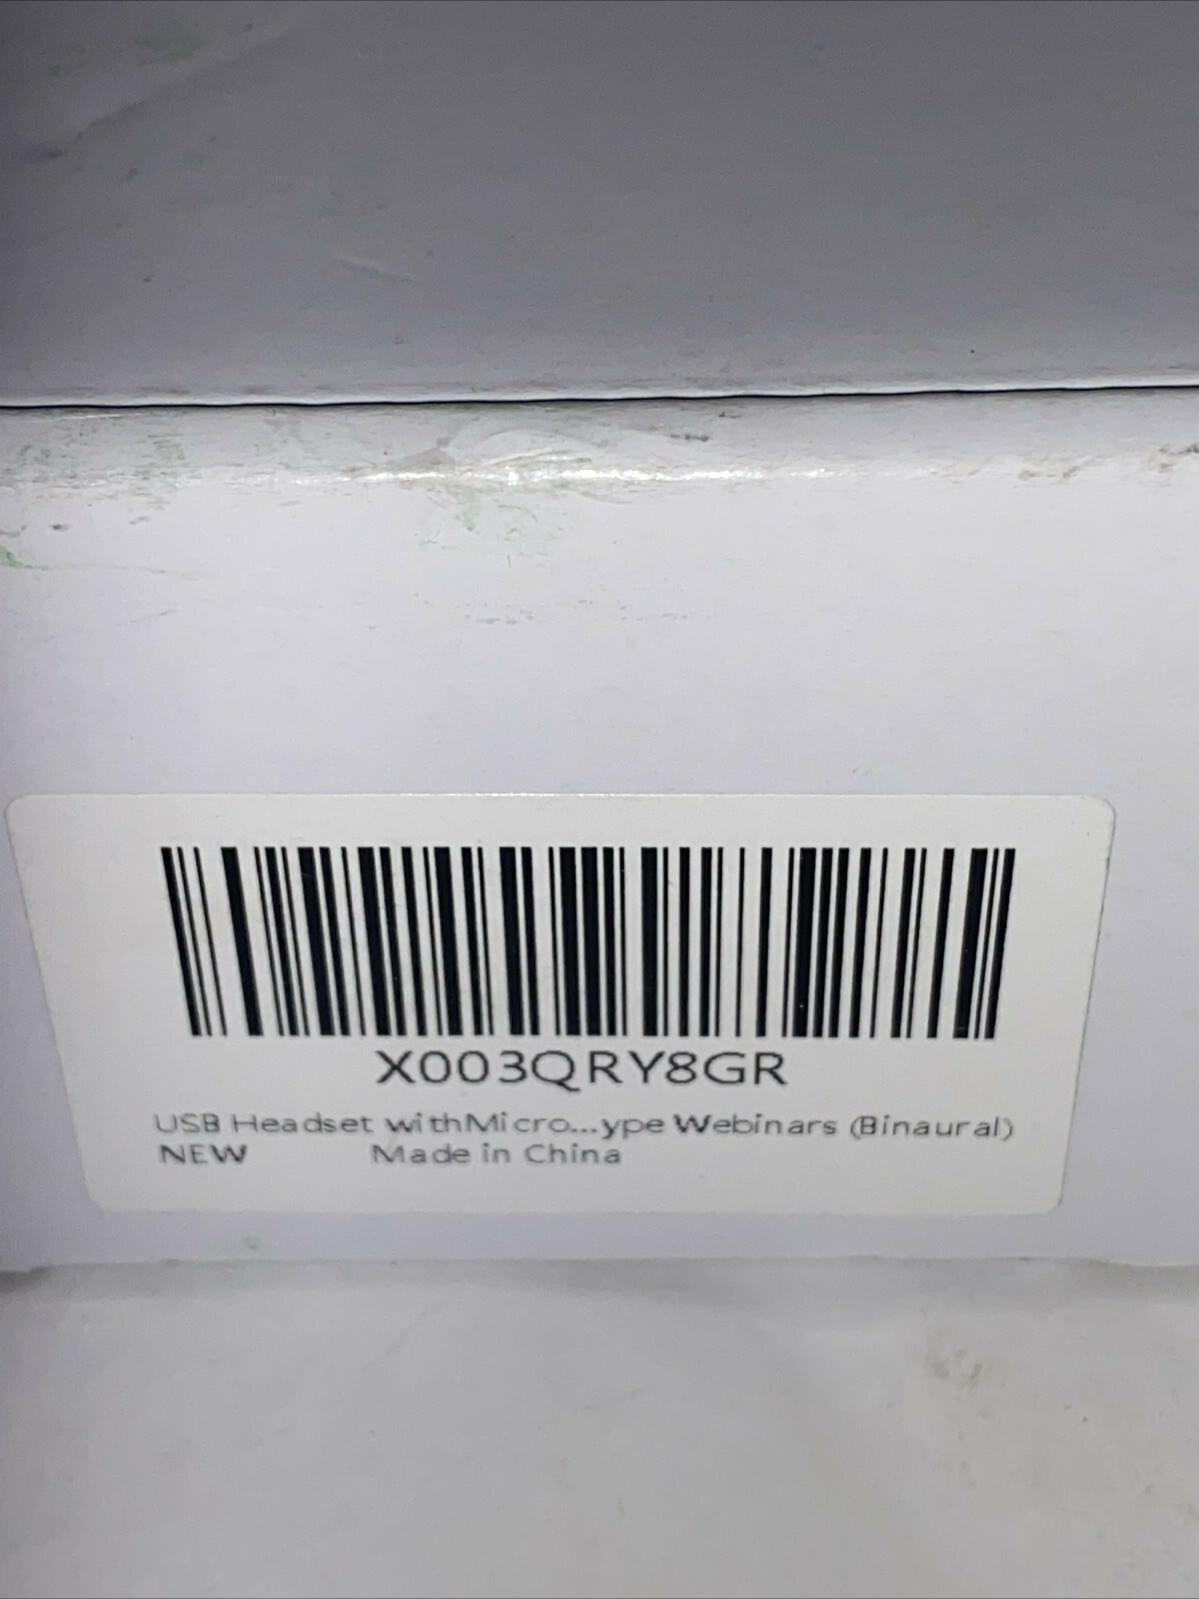 X003QRY8GR
USB Headset withMicro...ype Webinars (Binaural)
NEW Made in China